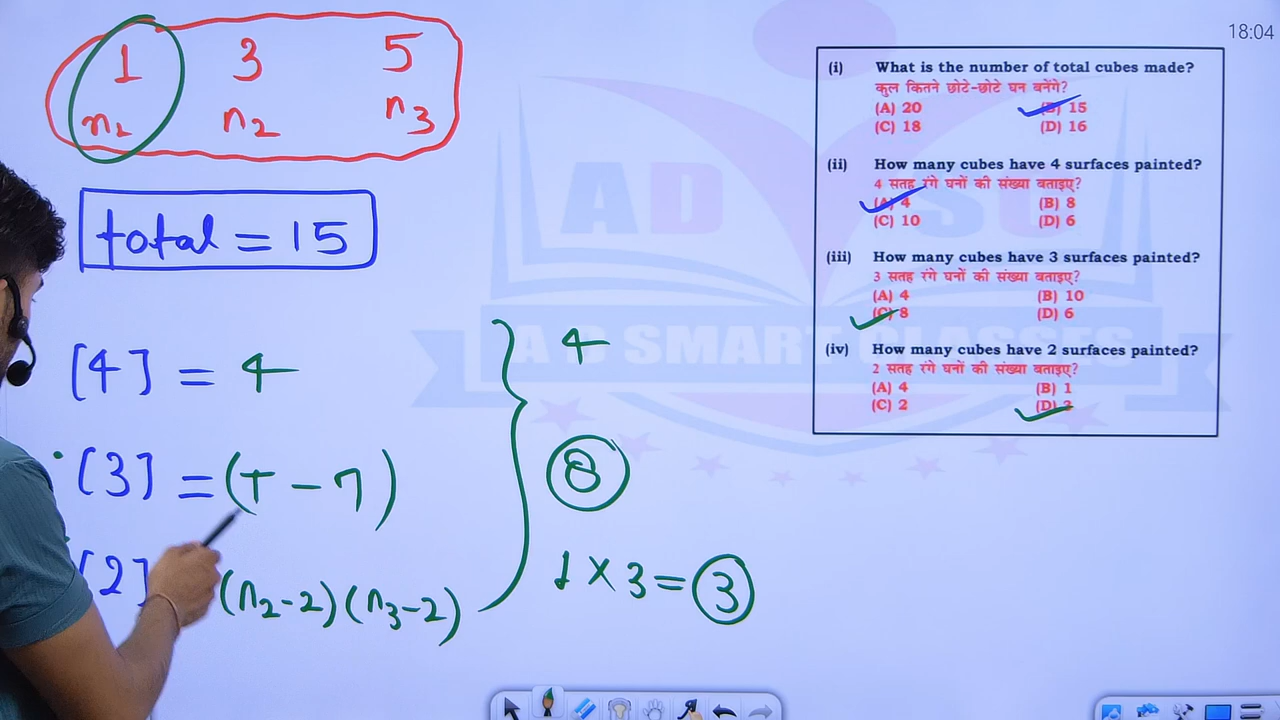 18:04
1 3 5
n1 n2 n3
total = 15
[4] = 4
[3] = (T - 7)
[2] (n2-2)(n3-2)
4
8
1 x 3 = 3
(i) What is the number of total cubes made?
कुल कितने छोटे-छोटे घन बनेंगे?
(A) 20 (B) 15
(C) 18 (D) 16
(ii) How many cubes have 4 surfaces painted?
4 सतह रंगे घनों की संख्या बताइए?
(A) 4 (B) 8
(C) 10 (D) 6
(iii) How many cubes have 3 surfaces painted?
3 सतह रंगे घनों की संख्या बताइए?
(A) 4 (B) 10
(C) 8 (D) 6
(iv) How many cubes have 2 surfaces painted?
2 सतह रंगे घनों की संख्या बताइए?
(A) 4 (B) 1
(C) 2 (D) 3